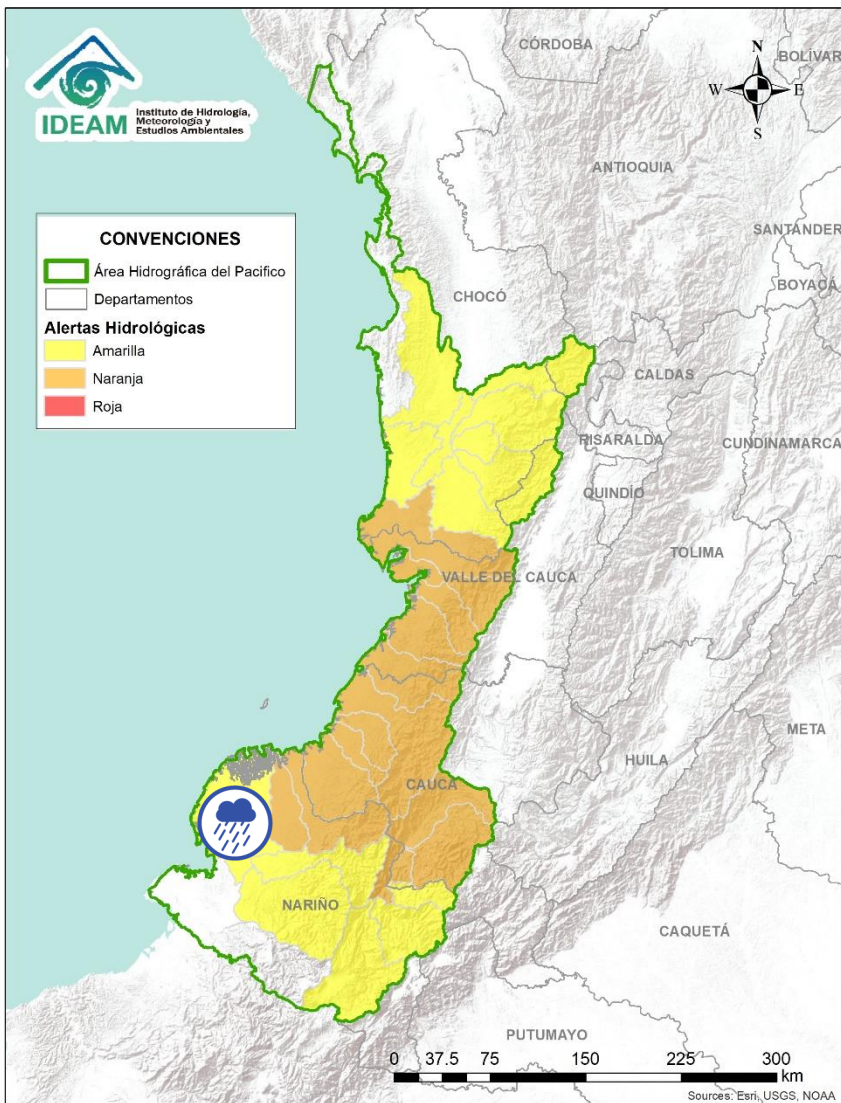 IDEAM
Instituto de Hidrología,
Meteorología y
Estudios Ambientales
CÓRDOBA
BOLÍVAR
N
W
E
S
ANTIOQUIA
SANTANDER
BOYACÁ
CONVENCIONES
Área Hidrográfica del Pacifico
Departamentos
Alertas Hidrológicas
Amarilla
Naranja
Roja
CHOCÓ
CALDAS
RISARALDA
CUNDINAMARCA
QUINDÍO
TOLIMA
VALLE DEL CAUCA
META
HUILA
CAUCA
NARIÑO
CAQUETÁ
PUTUMAYO
0 37.5 75 150 225 300
km
Sources: Esri, USGS, NOAA